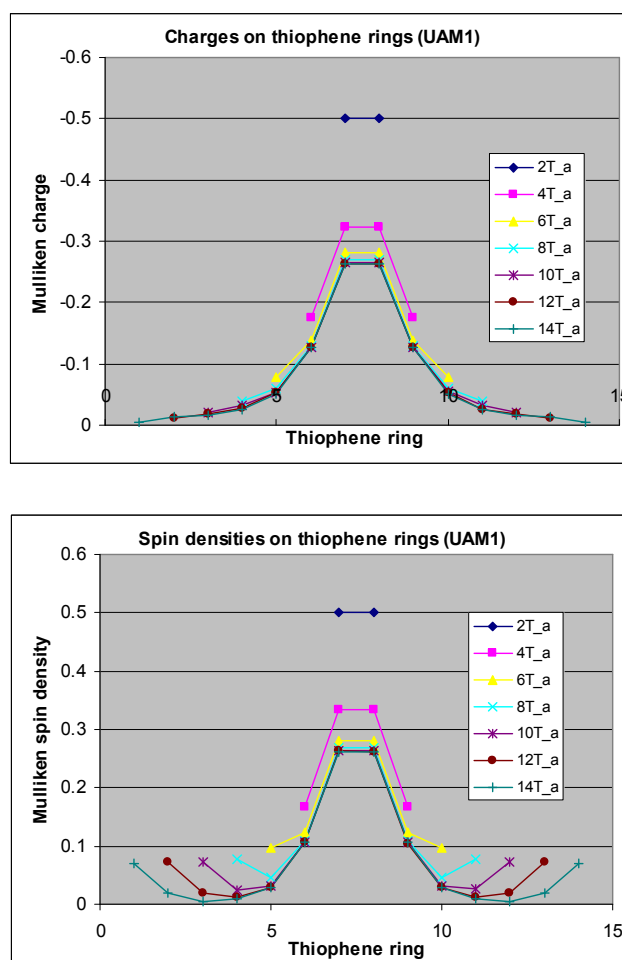 Charges on thiophene rings (UAM1)
-0.6
-0.5
-0.4
-0.3
-0.2
-0.1
0
0
5
10
15
Mulliken charge
Thiophene ring
2T_a
4T_a
6T_a
8T_a
10T_a
12T_a
14T_a
Spin densities on thiophene rings (UAM1)
0.6
0.5
0.4
0.3
0.2
0.1
0
0
5
10
15
Mulliken spin density
Thiophene ring
2T_a
4T_a
6T_a
8T_a
10T_a
12T_a
14T_a